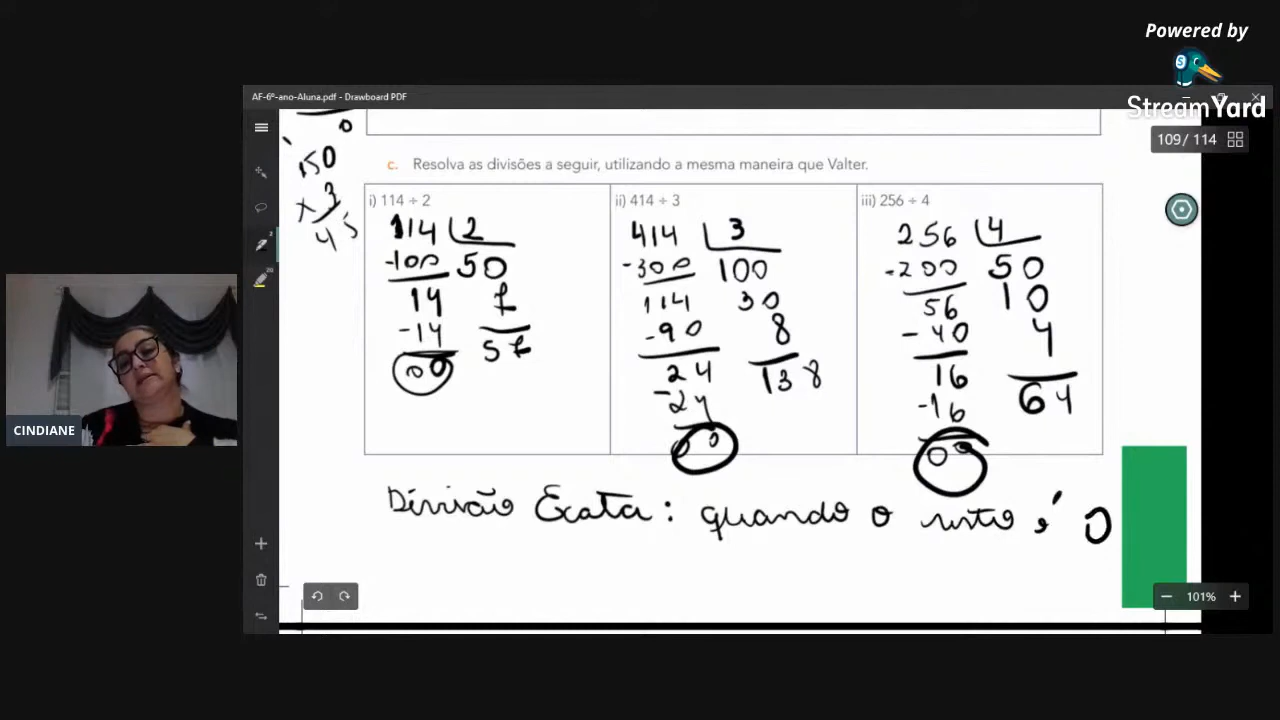 Powered by
StreamYard
AF-6º-ano-Aluna.pdf - Drawboard PDF
109 / 114
0
150
x 3
45
c. Resolva as divisões a seguir, utilizando a mesma maneira que Valter.
i) 114 ÷ 2
114 2
-100 50
14 7
-14 57
00
ii) 414 ÷ 3
414 3
-300 100
114 30
-90 8
24 138
-24
00
iii) 256 ÷ 4
256 4
-200 50
56 10
-40 4
16 64
-16
00
Divisão Exata: quando o resto é 0
CINDIANE
101%